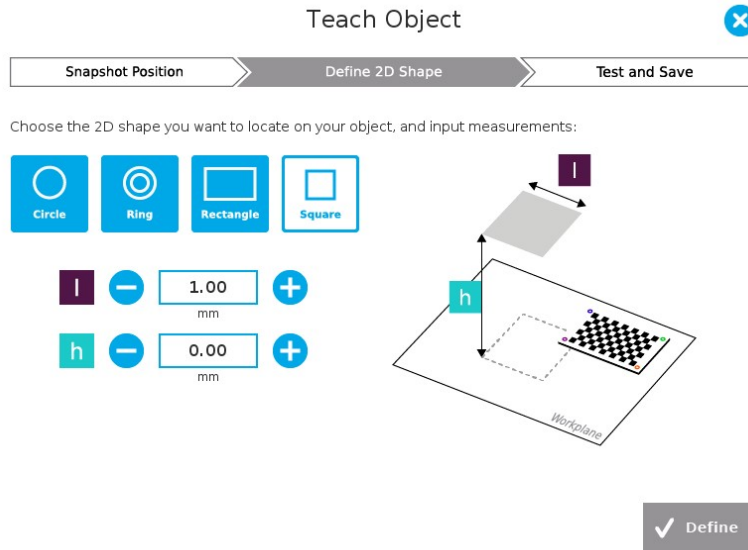 Teach Object
Snapshot Position
Define 2D Shape
Test and Save
Choose the 2D shape you want to locate on your object, and input measurements:
Circle
Ring
Rectangle
Square
l
1.00
mm
h
0.00
mm
l
h
Workplane
Define